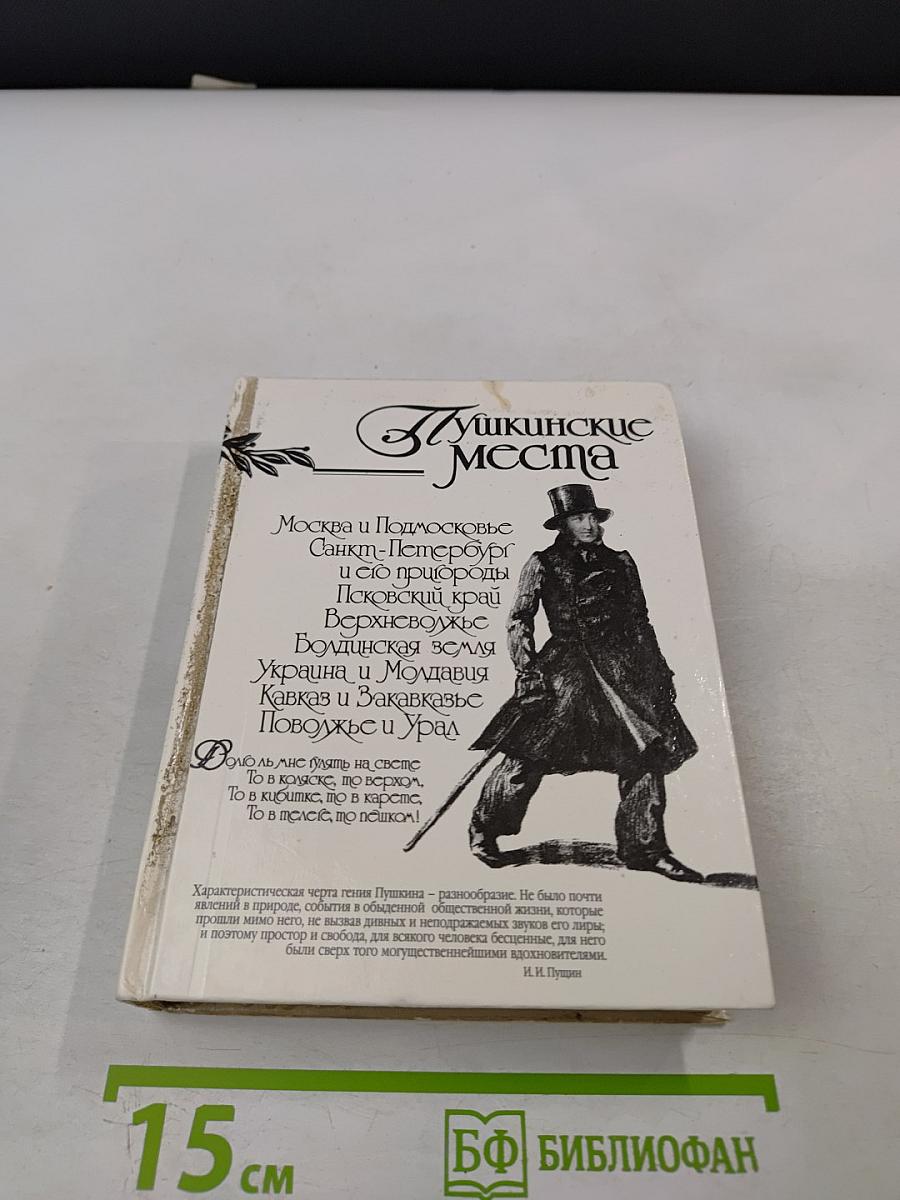 Пушкинские
места
Москва и Подмосковье
Санкт-Петербург
и его пригороды
Псковский край
Верхневолжье
Болдинская земля
Украина и Молдавия
Кавказ и Закавказье
Поволжье и Урал
Долго ль мне гулять на свете
То в коляске, то верхом,
То в кибитке, то в карете,
То в телеге, то пешком!
Характеристическая черта гения Пушкина – разнообразие. Не было почти
явлений в природе, события в обыденной общественной жизни, которые
прошли мимо него, не вызвав дивных и неподражаемых звуков его лиры;
и поэтому простор и свобода, для всякого человека бесценные, для него
были сверх того могущественнейшими вдохновителями.
И. И. Пущин
15 см
БФ БИБЛИОФАН